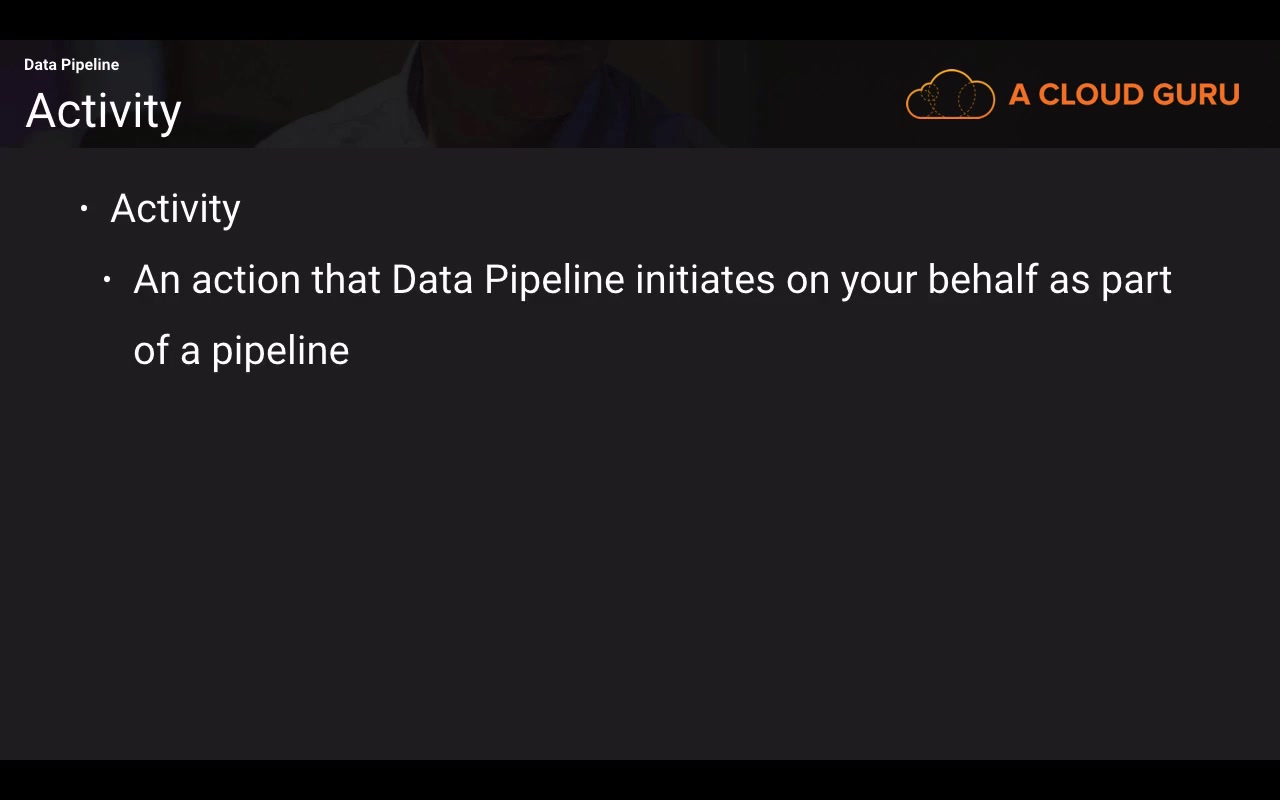 Data Pipeline
Activity
A CLOUD GURU
• Activity
• An action that Data Pipeline initiates on your behalf as part
of a pipeline